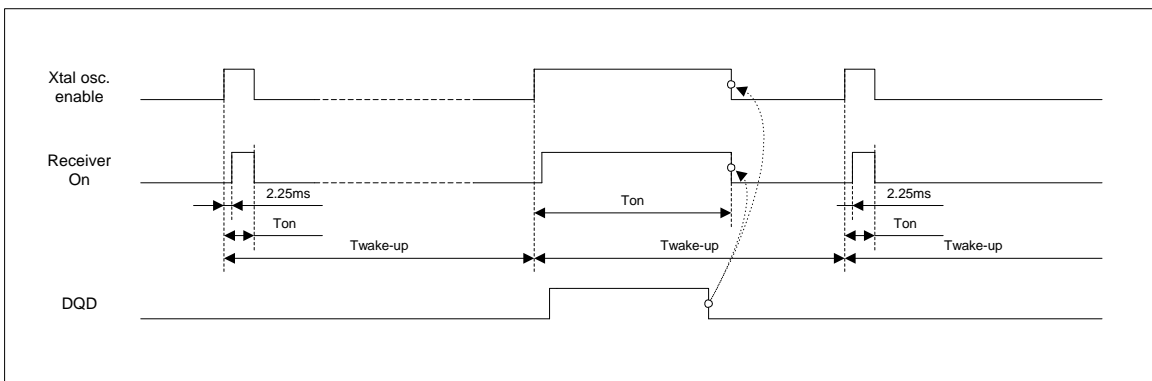 Xtal osc.
enable
Receiver
On
2.25ms
Ton
2.25ms
Ton
Ton
Twake-up
Twake-up
Twake-up
DQD